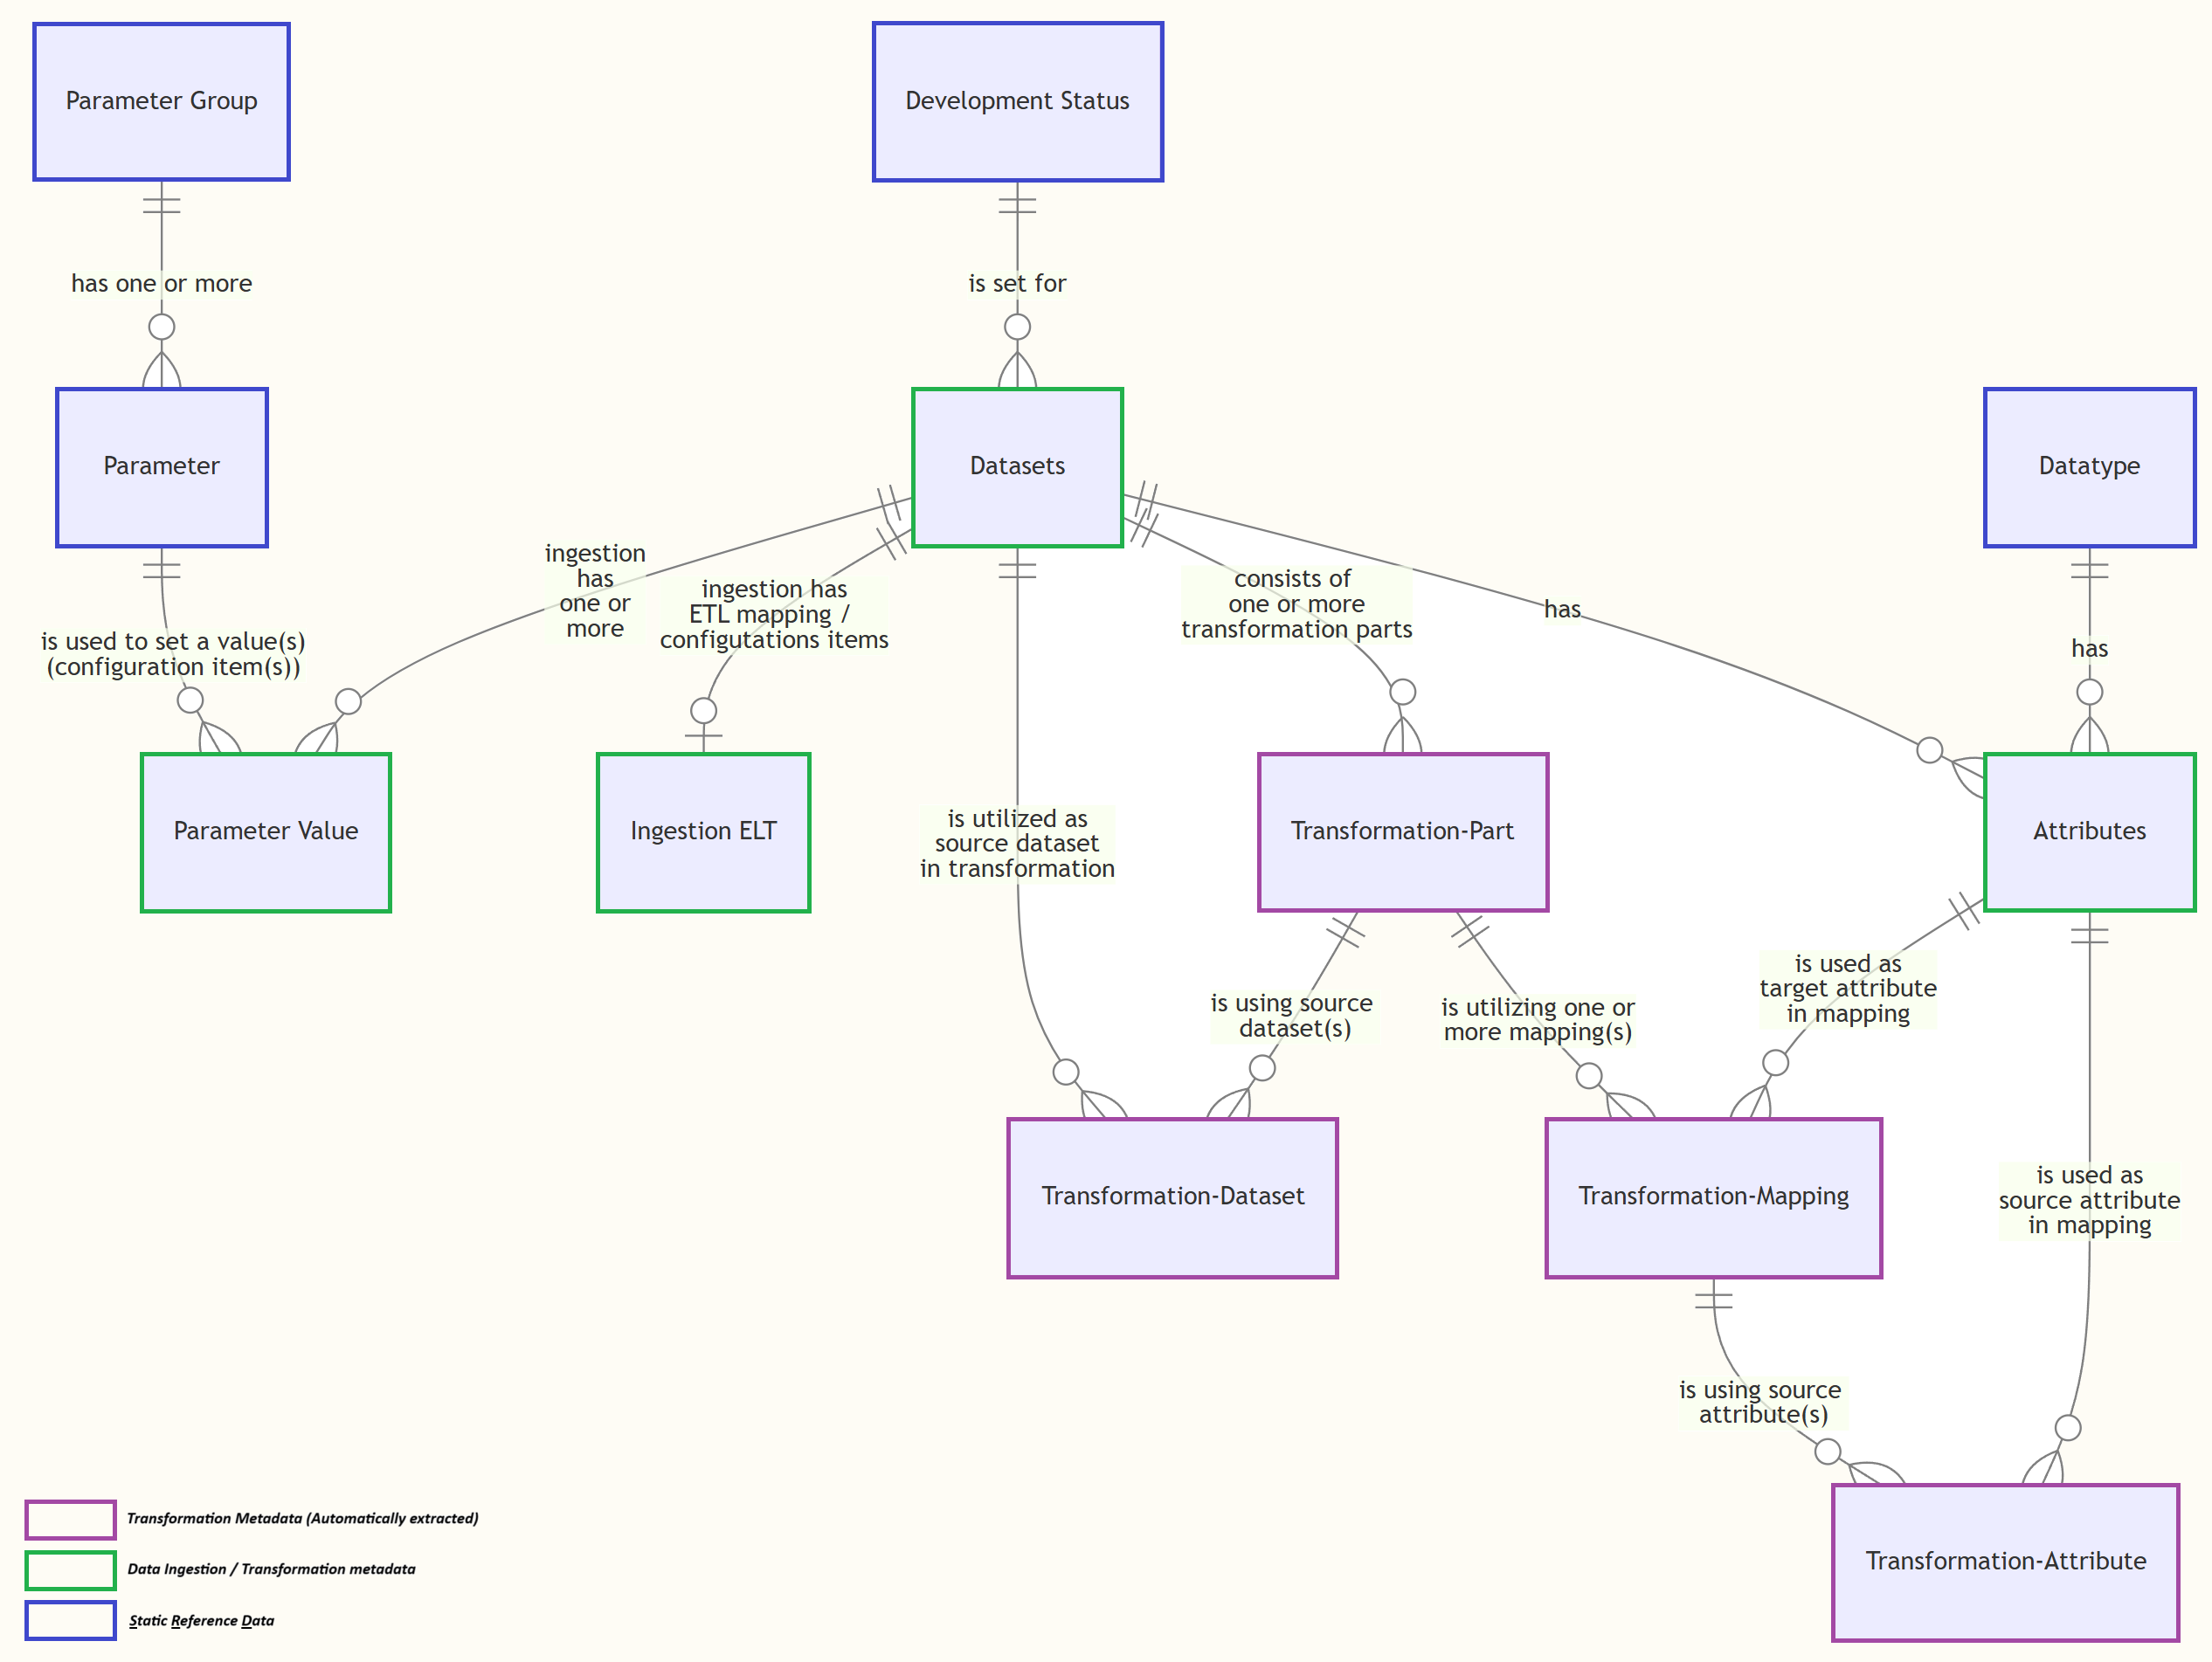 Parameter Group
Development Status
has one or more
is set for
Parameter
Datasets
Datatype
ingestion
has
one or
more
ingestion has
ETL mapping /
configutations items
consists of
one or more
transformation parts
has
has
is used to set a value(s)
(configuration item(s))
Parameter Value
Ingestion ELT
is utilized as
source dataset
in transformation
Transformation-Part
Attributes
is using source
dataset(s)
is utilizing one or
more mapping(s)
is used as
target attribute
in mapping
Transformation-Dataset
Transformation-Mapping
is used as
source attribute
in mapping
is using source
attribute(s)
Transformation-Attribute
Transformation Metadata (Automatically extracted)
Data Ingestion / Transformation metadata
Static Reference Data